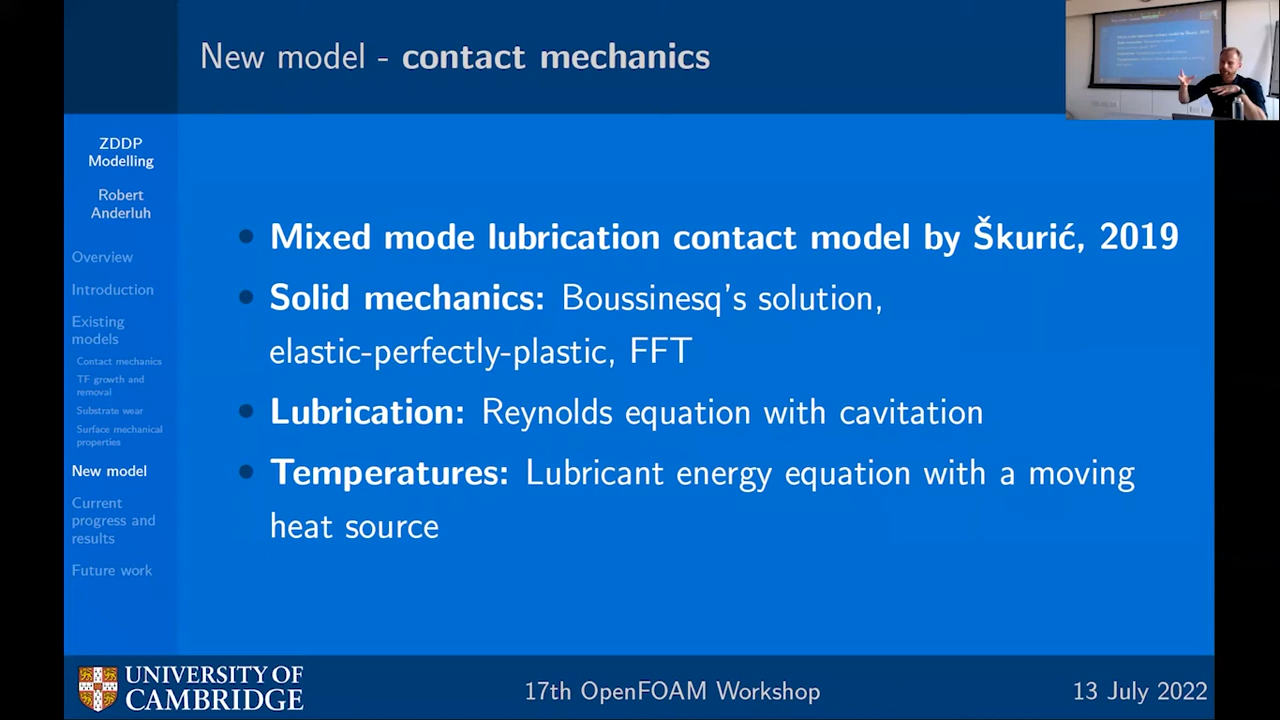 New model - contact mechanics
ZDDP
Modelling
Robert
Anderluh
Overview
Introduction
Existing
models
Contact mechanics
TF growth and
removal
Substrate wear
Surface mechanical
properties
New model
Current
progress and
results
Future work
• Mixed mode lubrication contact model by Škurić, 2019
• Solid mechanics: Boussinesq's solution,
elastic-perfectly-plastic, FFT
• Lubrication: Reynolds equation with cavitation
• Temperatures: Lubricant energy equation with a moving
heat source
UNIVERSITY OF
CAMBRIDGE
17th OpenFOAM Workshop
13 July 2022